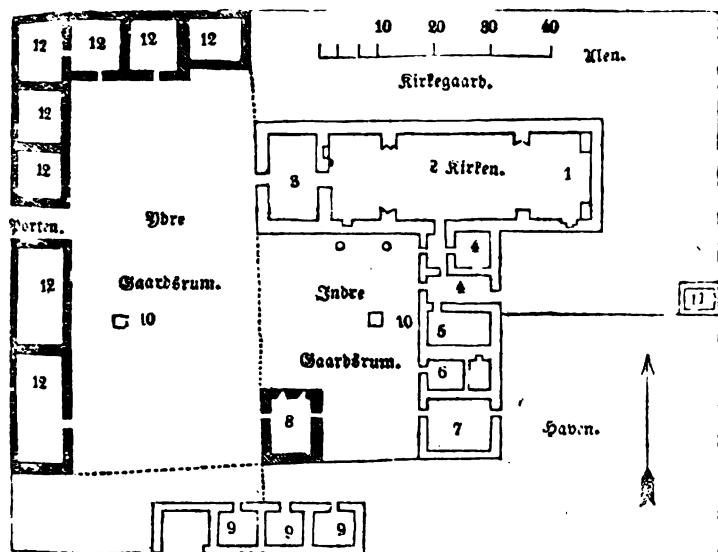 12 12 12 12 10 20 30 40 Alen.
Kirkegaard.
12
12 3 2 Kirken. 1
Porten. Ydre
4
12 Gaardsrum. Indre 4
10 10 5 11
12 Gaardsrum. 6
8 7 Haven.
9 9 9